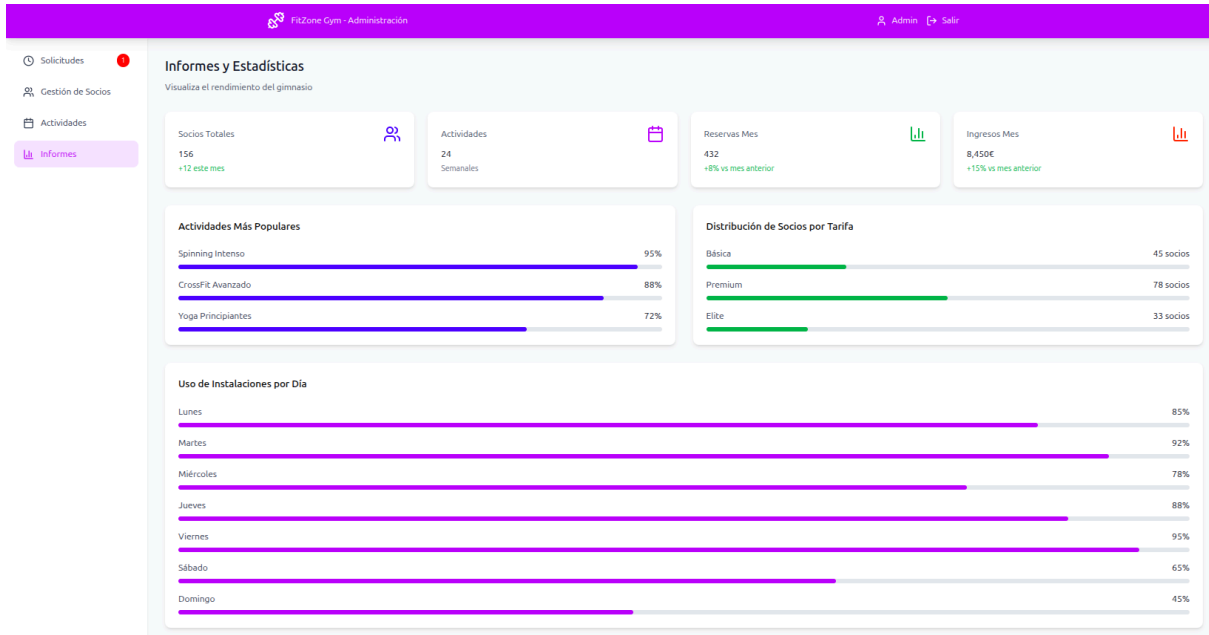 FitZone Gym - Administración
Admin
Salir
Solicitudes
1
Gestión de Socios
Actividades
Informes
Informes y Estadísticas
Visualiza el rendimiento del gimnasio
Socios Totales
156
+12 este mes
Actividades
24
Semanales
Reservas Mes
432
+8% vs mes anterior
Ingresos Mes
8,450€
+15% vs mes anterior
Actividades Más Populares
Spinning Intenso 95%
CrossFit Avanzado 88%
Yoga Principiantes 72%
Distribución de Socios por Tarifa
Básica 45 socios
Premium 78 socios
Elite 33 socios
Uso de Instalaciones por Día
Lunes 85%
Martes 92%
Miércoles 78%
Jueves 88%
Viernes 95%
Sábado 65%
Domingo 45%